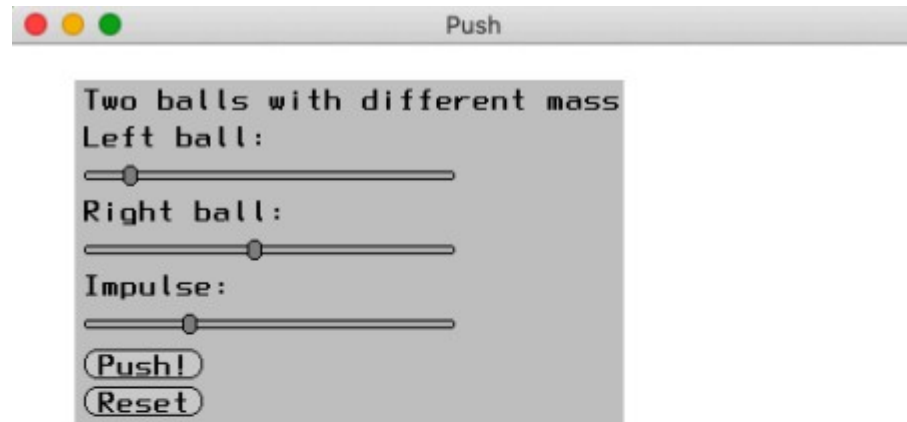 Push
Two balls with different mass
Left ball:
Right ball:
Impulse:
Push!
Reset